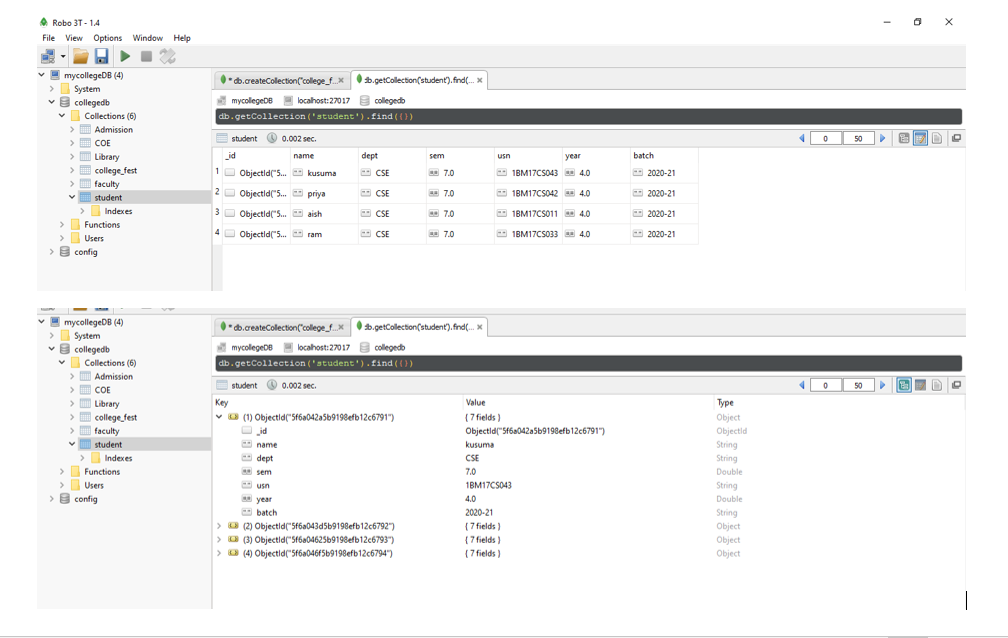 Robo 3T - 1.4
File View Options Window Help
mycollegeDB (4)
System
collegedb
Collections (6)
Admission
COE
Library
college_fest
faculty
student
Indexes
Functions
Users
config
* db.createCollection("college_f... db.getCollection('student').find(...
mycollegeDB localhost:27017 collegedb
db.getCollection('student').find({})
student 0.002 sec. 0 50
_id name dept sem usn year batch
1 ObjectId("5... kusuma CSE 7.0 1BM17CS043 4.0 2020-21
2 ObjectId("5... priya CSE 7.0 1BM17CS042 4.0 2020-21
3 ObjectId("5... aish CSE 7.0 1BM17CS011 4.0 2020-21
4 ObjectId("5... ram CSE 7.0 1BM17CS033 4.0 2020-21
mycollegeDB (4)
System
collegedb
Collections (6)
Admission
COE
Library
college_fest
faculty
student
Indexes
Functions
Users
config
* db.createCollection("college_f... db.getCollection('student').find(...
mycollegeDB localhost:27017 collegedb
db.getCollection('student').find({})
student 0.002 sec. 0 50
Key Value Type
(1) ObjectId("5f6a042a5b9198efb12c6791") { 7 fields } Object
_id ObjectId("5f6a042a5b9198efb12c6791") ObjectId
name kusuma String
dept CSE String
sem 7.0 Double
usn 1BM17CS043 String
year 4.0 Double
batch 2020-21 String
(2) ObjectId("5f6a043d5b9198efb12c6792") { 7 fields } Object
(3) ObjectId("5f6a04625b9198efb12c6793") { 7 fields } Object
(4) ObjectId("5f6a046f5b9198efb12c6794") { 7 fields } Object